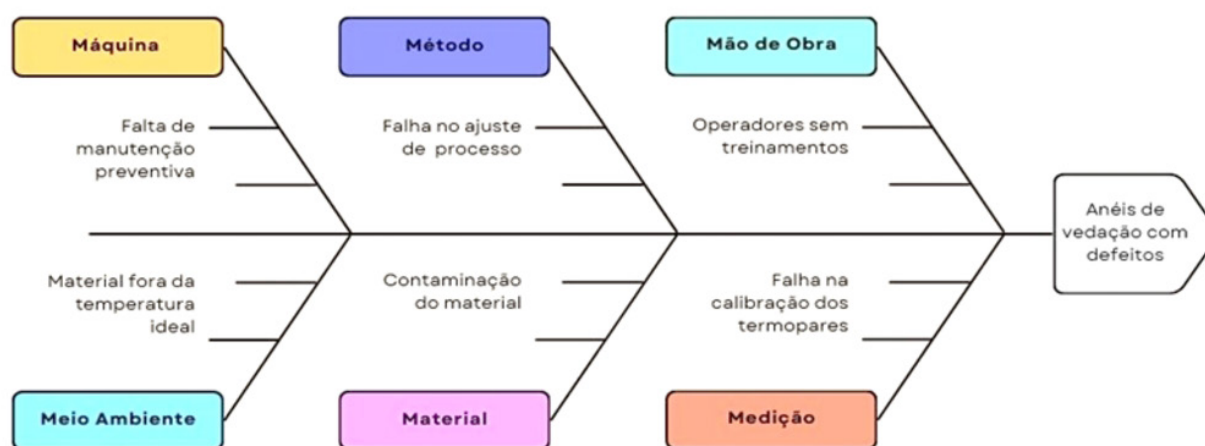 Máquina
Método
Mão de Obra
Falta de
manutenção
preventiva
Falha no ajuste
de processo
Operadores sem
treinamentos
Anéis de
vedação com
defeitos
Material fora da
temperatura
ideal
Contaminação
do material
Falha na
calibração dos
termopares
Meio Ambiente
Material
Medição